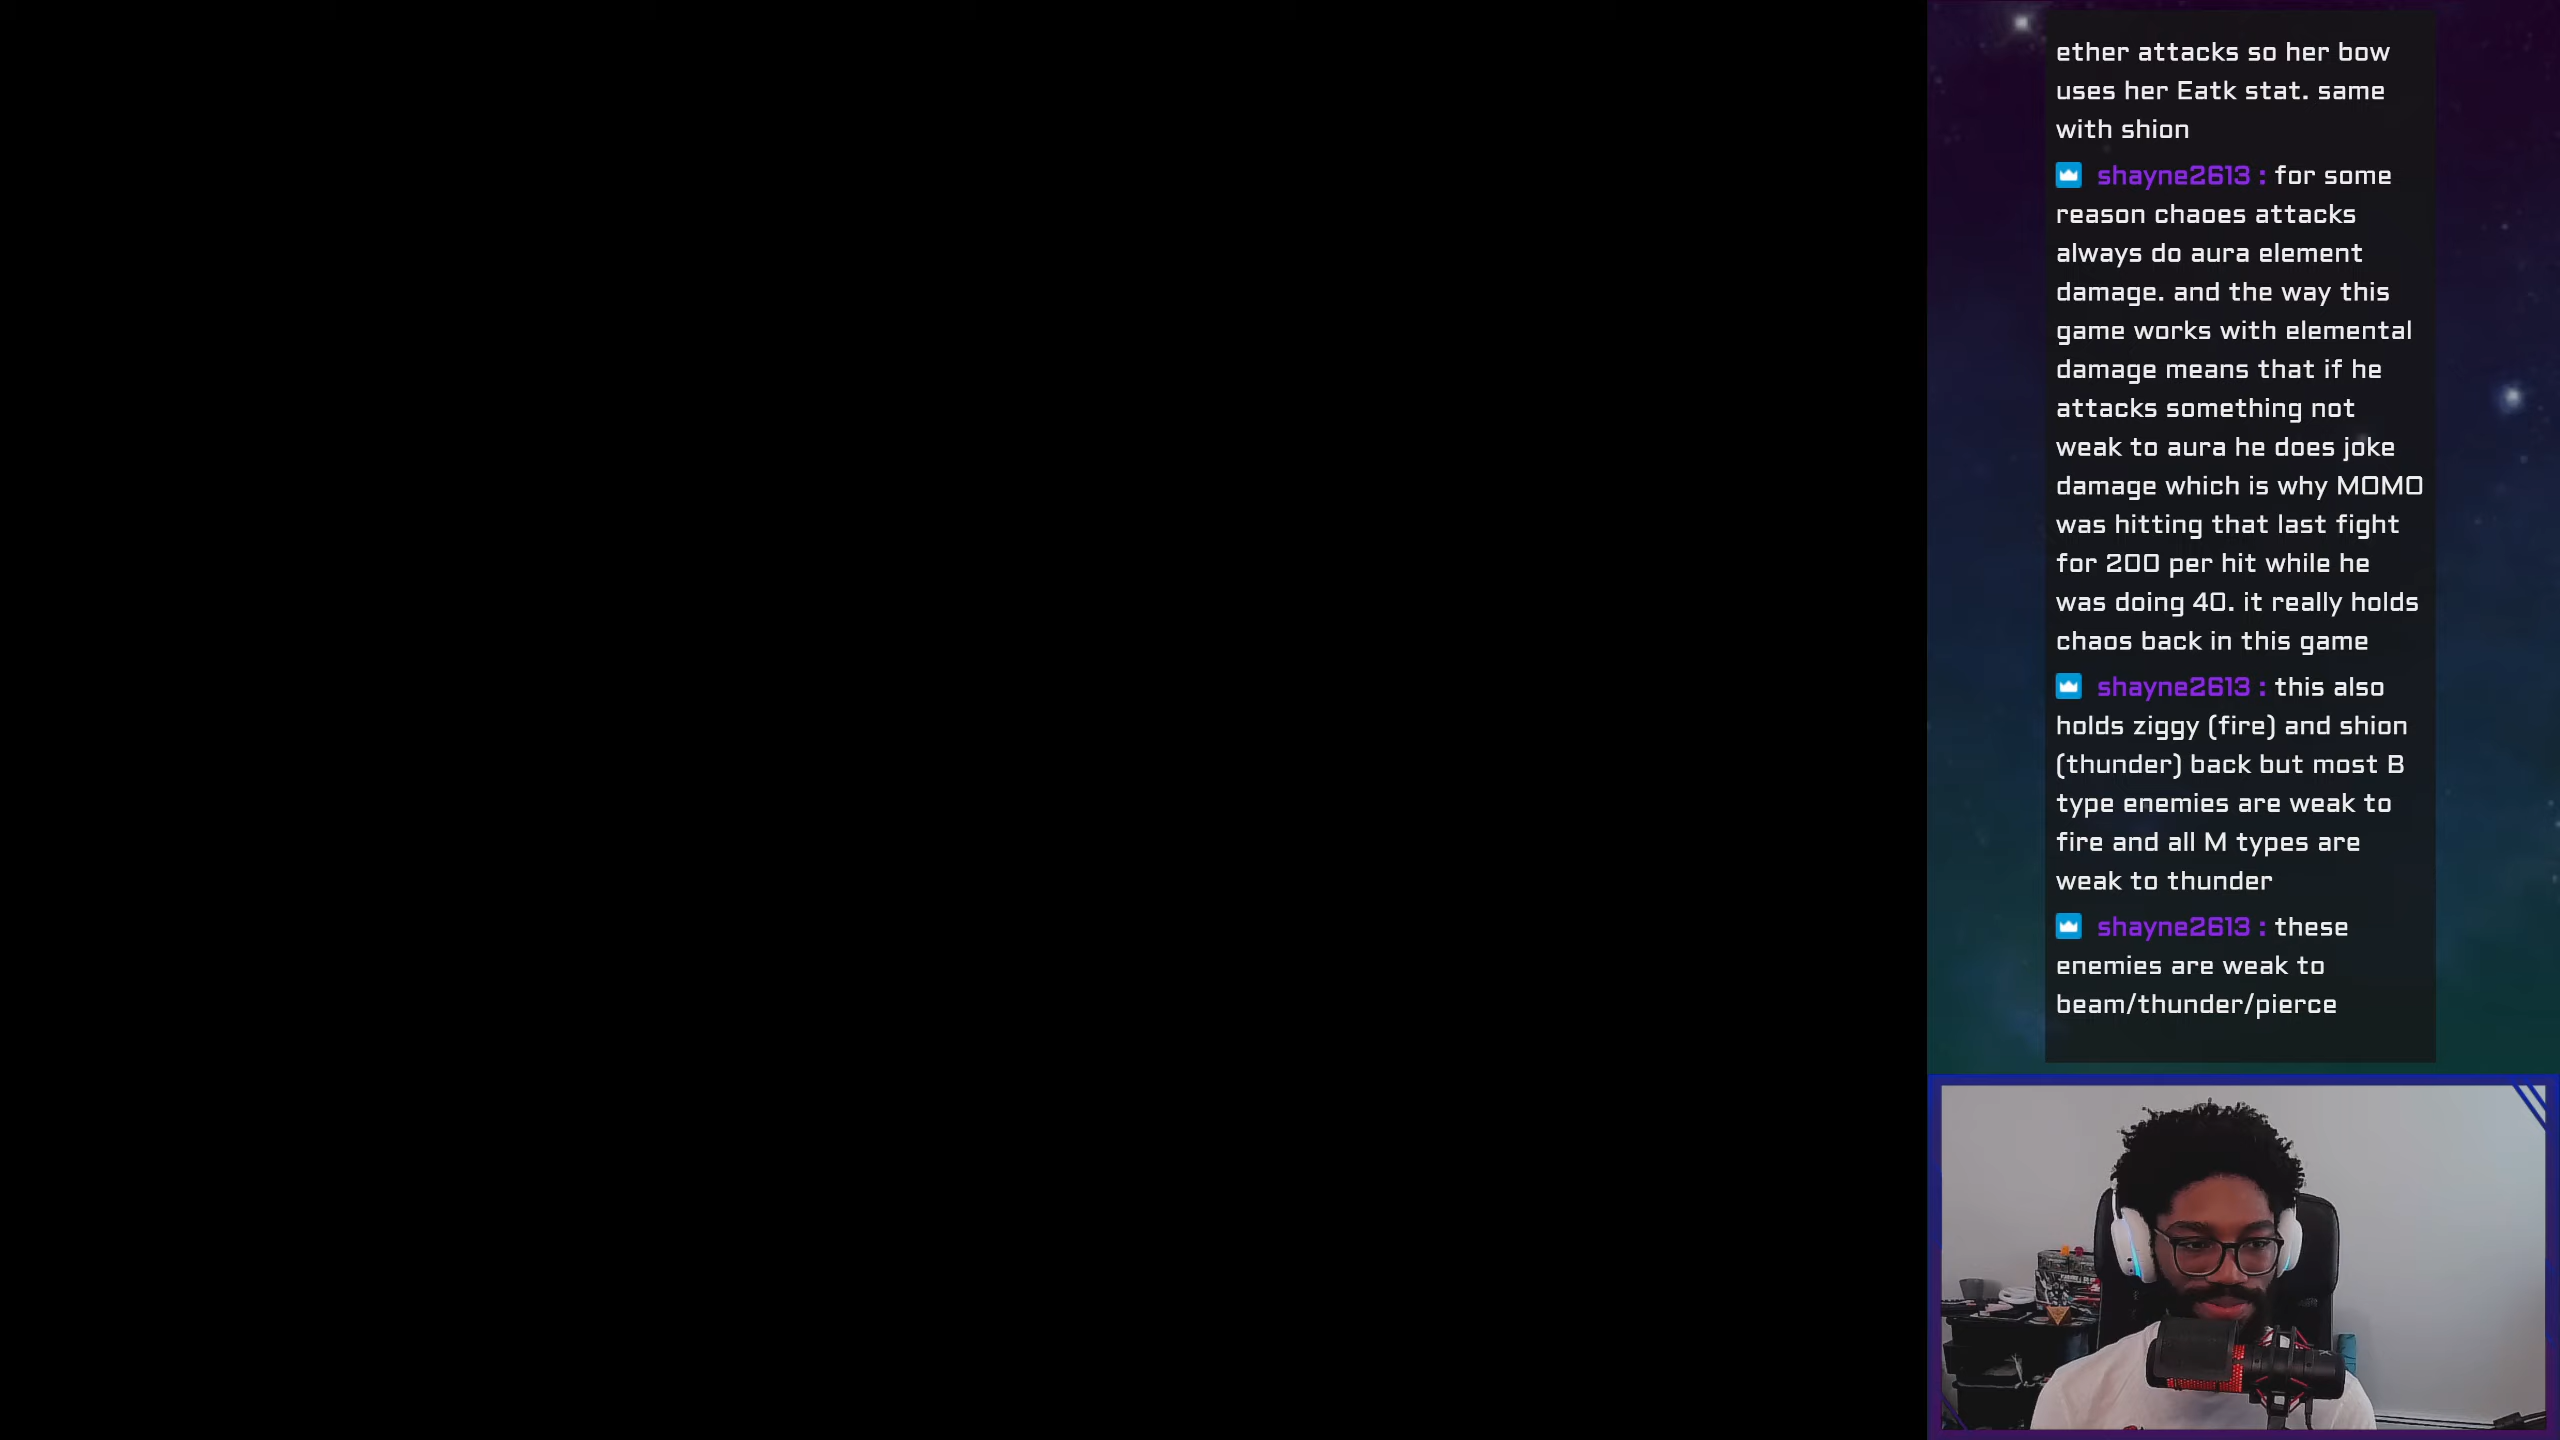 ether attacks so her bow
uses her Eatk stat. same
with shion
shayne2613 : for some
reason chaoes attacks
always do aura element
damage. and the way this
game works with elemental
damage means that if he
attacks something not
weak to aura he does joke
damage which is why MOMO
was hitting that last fight
for 200 per hit while he
was doing 40. it really holds
chaos back in this game
shayne2613 : this also
holds ziggy (fire) and shion
(thunder) back but most B
type enemies are weak to
fire and all M types are
weak to thunder
shayne2613 : these
enemies are weak to
beam/thunder/pierce